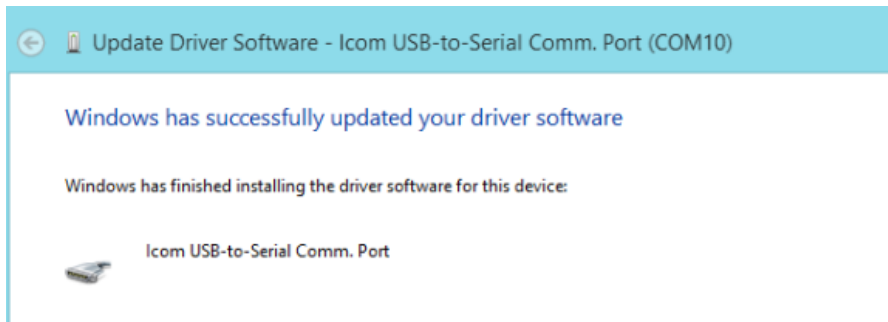 Update Driver Software - Icom USB-to-Serial Comm. Port (COM10)
Windows has successfully updated your driver software
Windows has finished installing the driver software for this device:
Icom USB-to-Serial Comm. Port